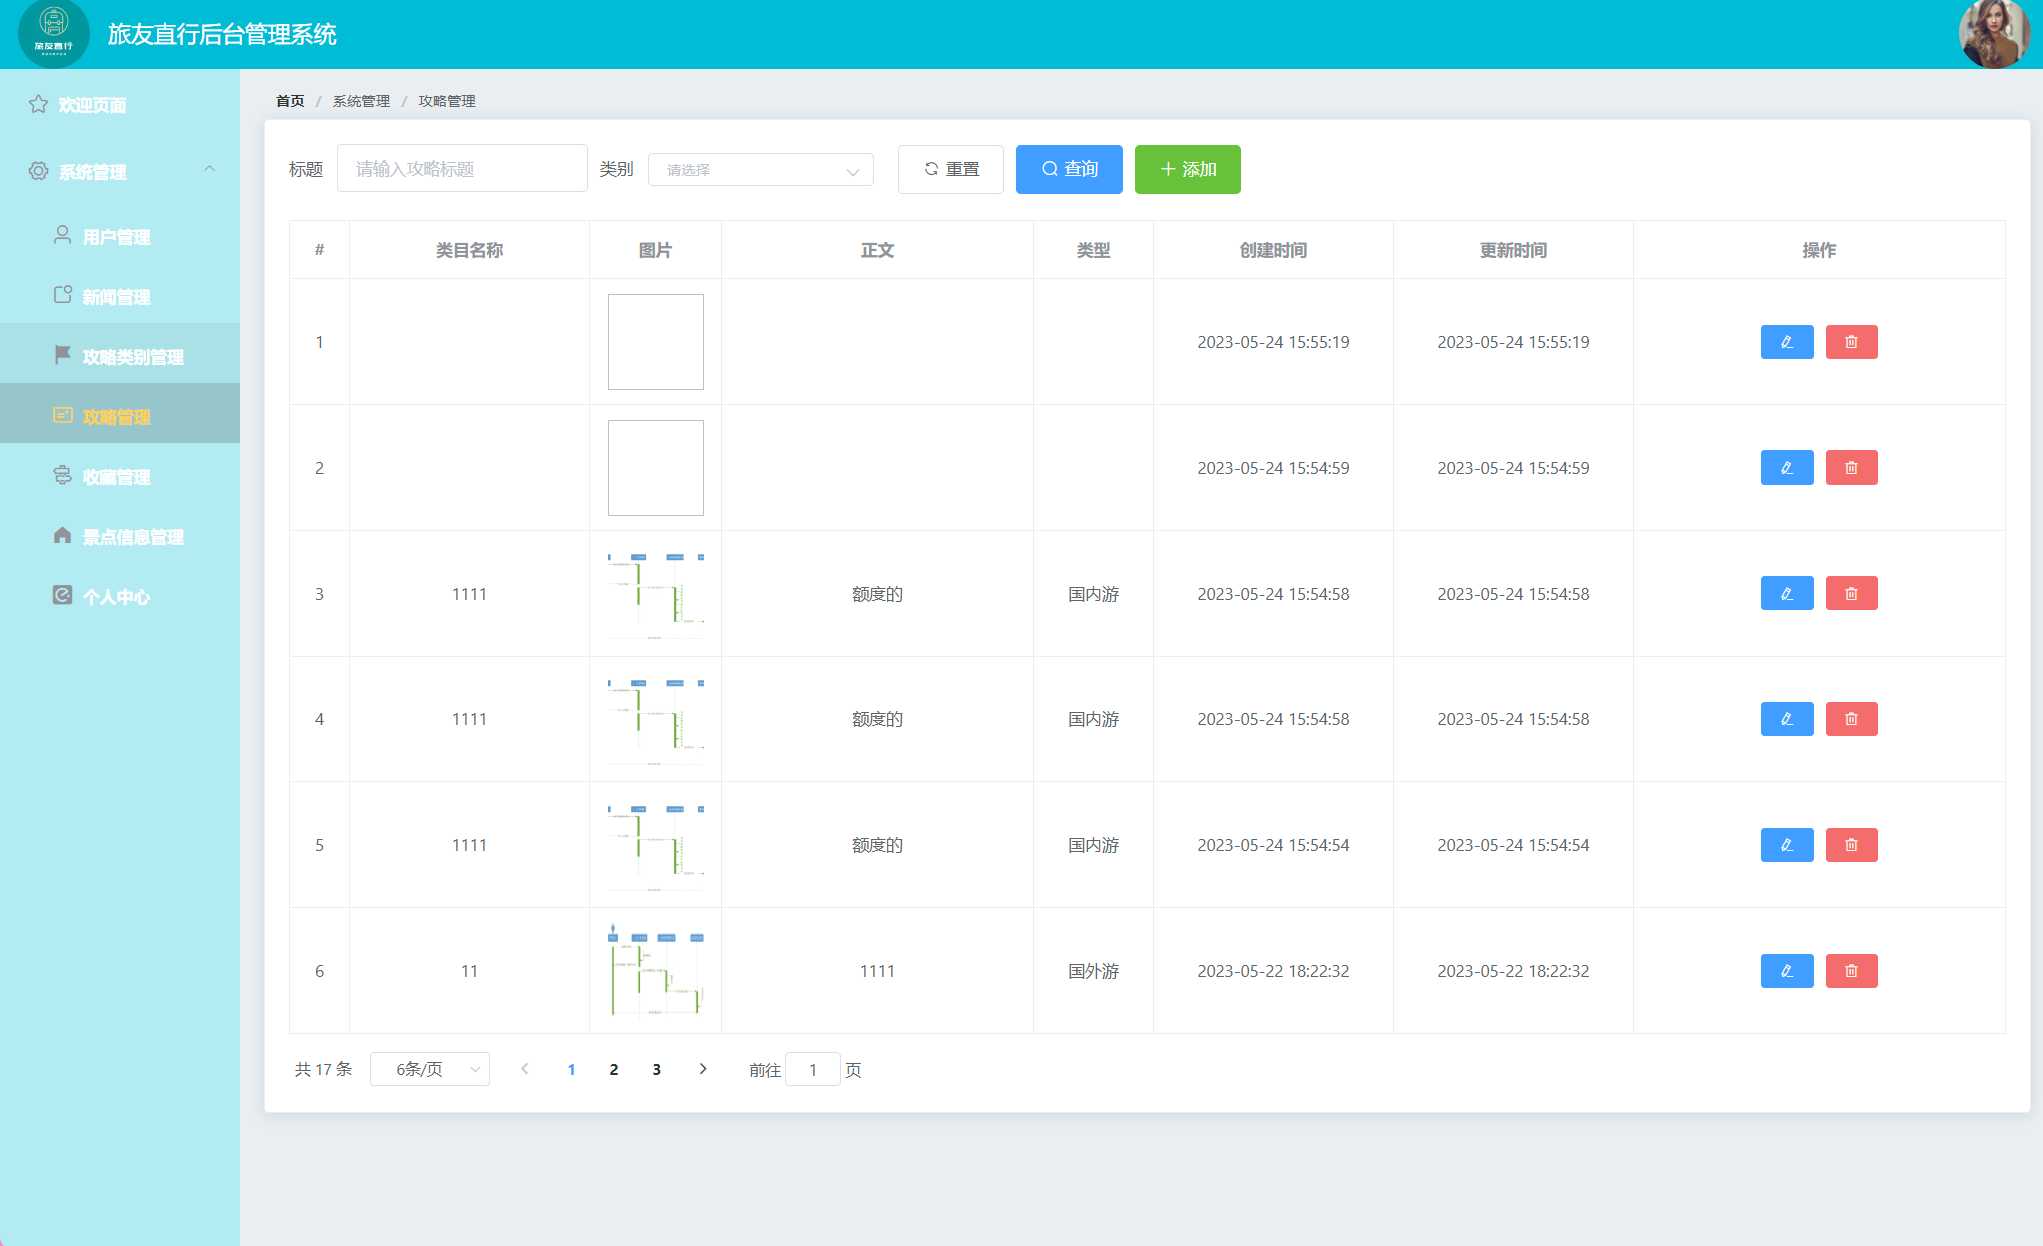 旅友直行
旅友直行后台管理系统
欢迎页面
系统管理
用户管理
新闻管理
攻略类别管理
攻略管理
收藏管理
景点信息管理
个人中心
首页 / 系统管理 / 攻略管理
标题 请输入攻略标题 类别 请选择 重置 查询 添加
# 类目名称 图片 正文 类型 创建时间 更新时间 操作
1 2023-05-24 15:55:19 2023-05-24 15:55:19
2 2023-05-24 15:54:59 2023-05-24 15:54:59
3 1111 额度的 国内游 2023-05-24 15:54:58 2023-05-24 15:54:58
4 1111 额度的 国内游 2023-05-24 15:54:58 2023-05-24 15:54:58
5 1111 额度的 国内游 2023-05-24 15:54:54 2023-05-24 15:54:54
6 11 1111 国外游 2023-05-22 18:22:32 2023-05-22 18:22:32
共 17 条 6条/页 1 2 3 前往 1 页